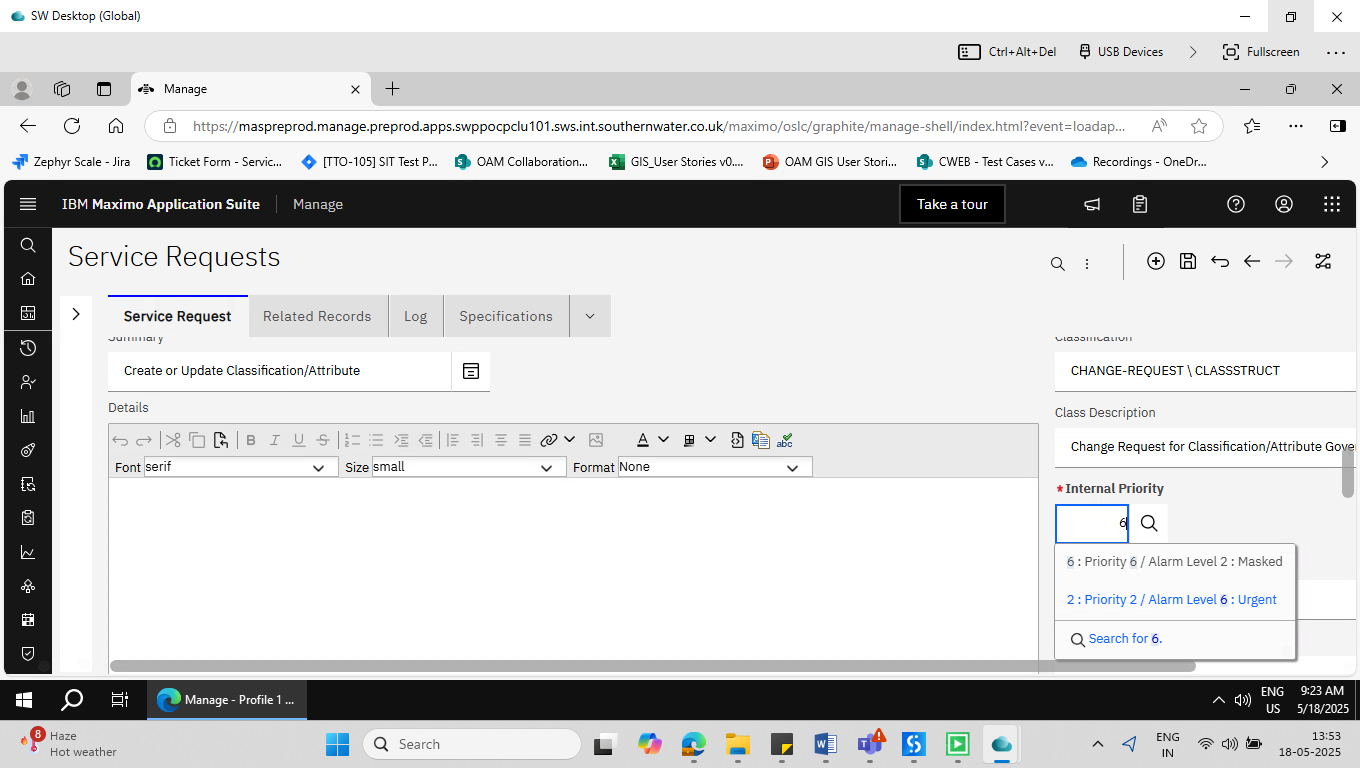 SW Desktop (Global)
Ctrl+Alt+Del
USB Devices
Fullscreen
Manage
https://maspreprod.manage.preprod.apps.swppocpclu101.sws.int.southernwater.co.uk/maximo/oslc/graphite/manage-shell/index.html?event=loadap...
Zephyr Scale - Jira
Ticket Form - Servic...
[TTO-105] SIT Test P...
OAM Collaboration...
GIS_User Stories v0....
OAM GIS User Stori...
CWEB - Test Cases v...
Recordings - OneDr...
IBM Maximo Application Suite
Manage
Take a tour
Service Requests
Service Request
Related Records
Log
Specifications
Summary
Classification
Create or Update Classification/Attribute
CHANGE-REQUEST \ CLASSSTRUCT
Details
Class Description
Change Request for Classification/Attribute Gove
B I U S
A
abc
Font serif
Size small
Format None
* Internal Priority
6
6 : Priority 6 / Alarm Level 2 : Masked
2 : Priority 2 / Alarm Level 6 : Urgent
Search for 6.
Manage - Profile 1 ...
ENG
US
9:23 AM
5/18/2025
8
Haze
Hot weather
Search
ENG
IN
13:53
18-05-2025